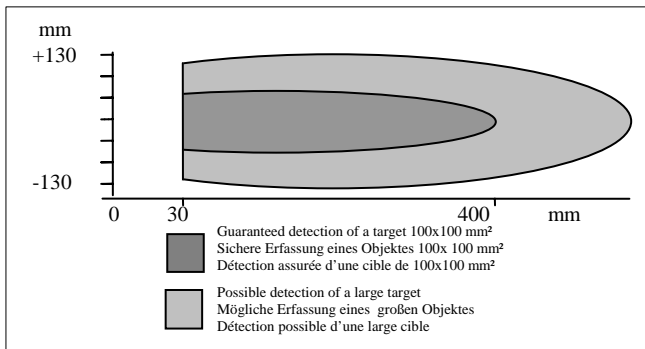 mm
+130
-130
0 30 400 mm
Guaranteed detection of a target 100x100 mm²
Sichere Erfassung eines Objektes 100x 100 mm²
Détection assurée d’une cible de 100x100 mm²
Possible detection of a large target
Mögliche Erfassung eines großen Objektes
Détection possible d’une large cible